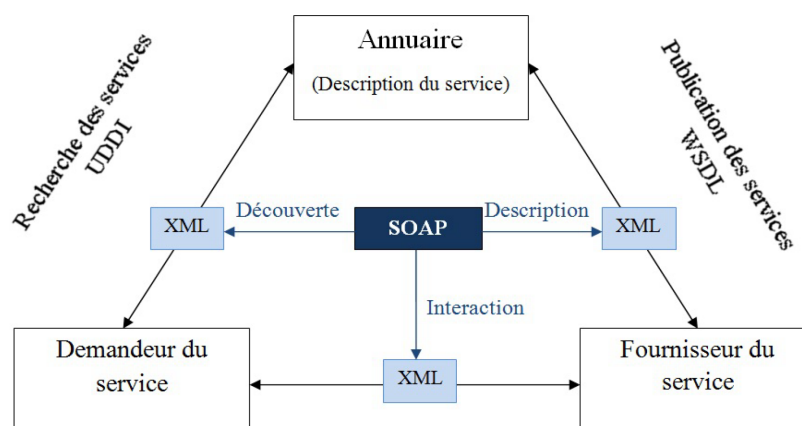 Annuaire
(Description du service)
Recherche des services
UDDI
Publication des services
WSDL
XML
Découverte
SOAP
Description
XML
Interaction
Demandeur du
service
XML
Fournisseur du
service